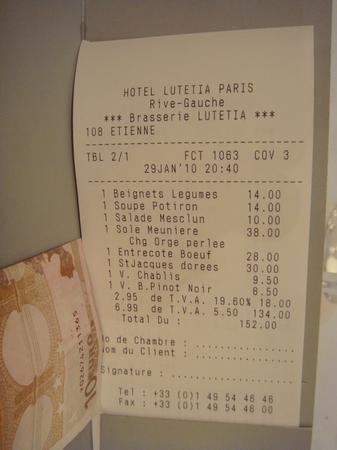 HOTEL LUTETIA PARIS
Rive-Gauche
*** Brasserie LUTETIA ***
108 ETIENNE
TBL 2/1 FCT 1063 COV 3
29JAN'10 20:40
1 Beignets Legumes 14.00
1 Soupe Potiron 14.00
1 Salade Mesclun 10.00
1 Sole Meuniere 38.00
Chg Orge perlee
1 Entrecote Boeuf 28.00
1 StJacques dorees 30.00
1 V. Chablis 9.50
1 V. B.Pinot Noir 8.50
2.95 de T.V.A. 19.60% 18.00
6.99 de T.V.A. 5.50 134.00
Total Du : 152.00
No de Chambre : ...............
Nom du Client : ...............
Signature : ................
Tel : +33 (0)1 49 54 46 46
Fax : +33 (0)1 49 54 46 00
Y02674211365
10 EURO